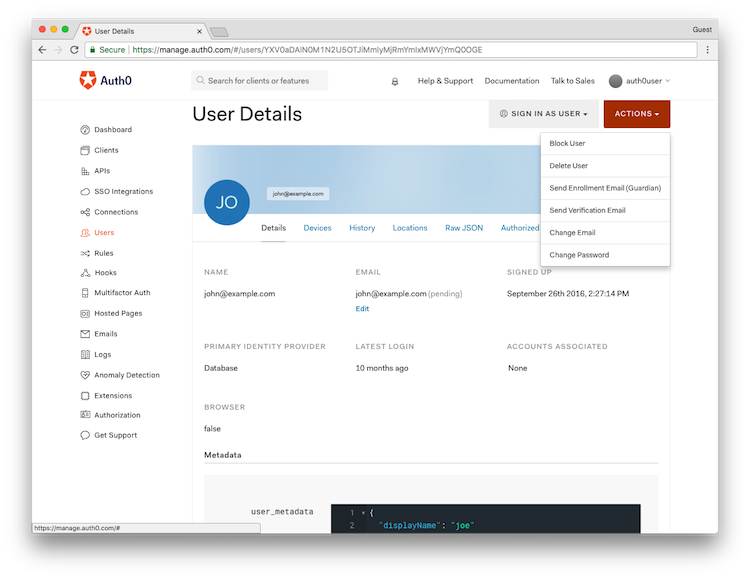 User Details
Guest
Secure https://manage.auth0.com/#/users/YXV0aDAlN0M1N2U5OTJiMmIyMjRmYmIxMWVjYmQ0OGE
Auth0
Search for clients or features
Help & Support
Documentation
Talk to Sales
auth0user
User Details
SIGN IN AS USER
ACTIONS
Block User
Delete User
Send Enrollment Email (Guardian)
Send Verification Email
Change Email
Change Password
Dashboard
Clients
APIs
SSO Integrations
Connections
Users
Rules
Hooks
Multifactor Auth
Hosted Pages
Emails
Logs
Anomaly Detection
Extensions
Authorization
Get Support
JO
john@example.com
Details
Devices
History
Locations
Raw JSON
Authorized
NAME
john@example.com
EMAIL
john@example.com (pending)
Edit
SIGNED UP
September 26th 2016, 2:27:14 PM
PRIMARY IDENTITY PROVIDER
Database
LATEST LOGIN
10 months ago
ACCOUNTS ASSOCIATED
None
BROWSER
false
Metadata
user_metadata
1 {
2 "displayName": "joe"
https://manage.auth0.com/#